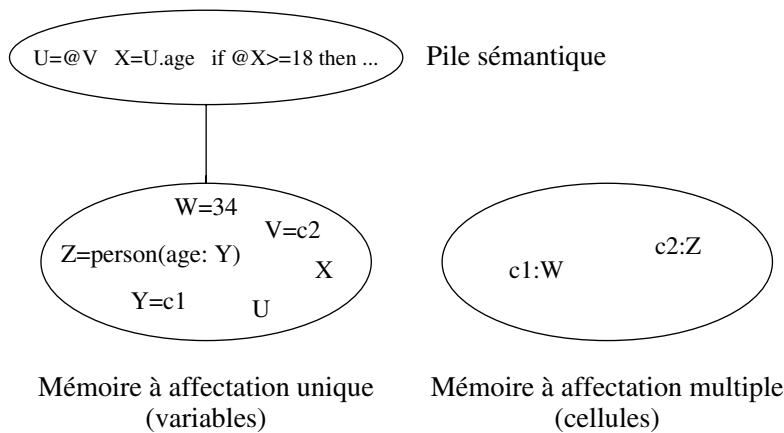 U=@V X=U.age if @X>=18 then ...
Pile sémantique
W=34
V=c2
Z=person(age: Y)
X
Y=c1
U
c2:Z
c1:W
Mémoire à affectation unique
(variables)
Mémoire à affectation multiple
(cellules)